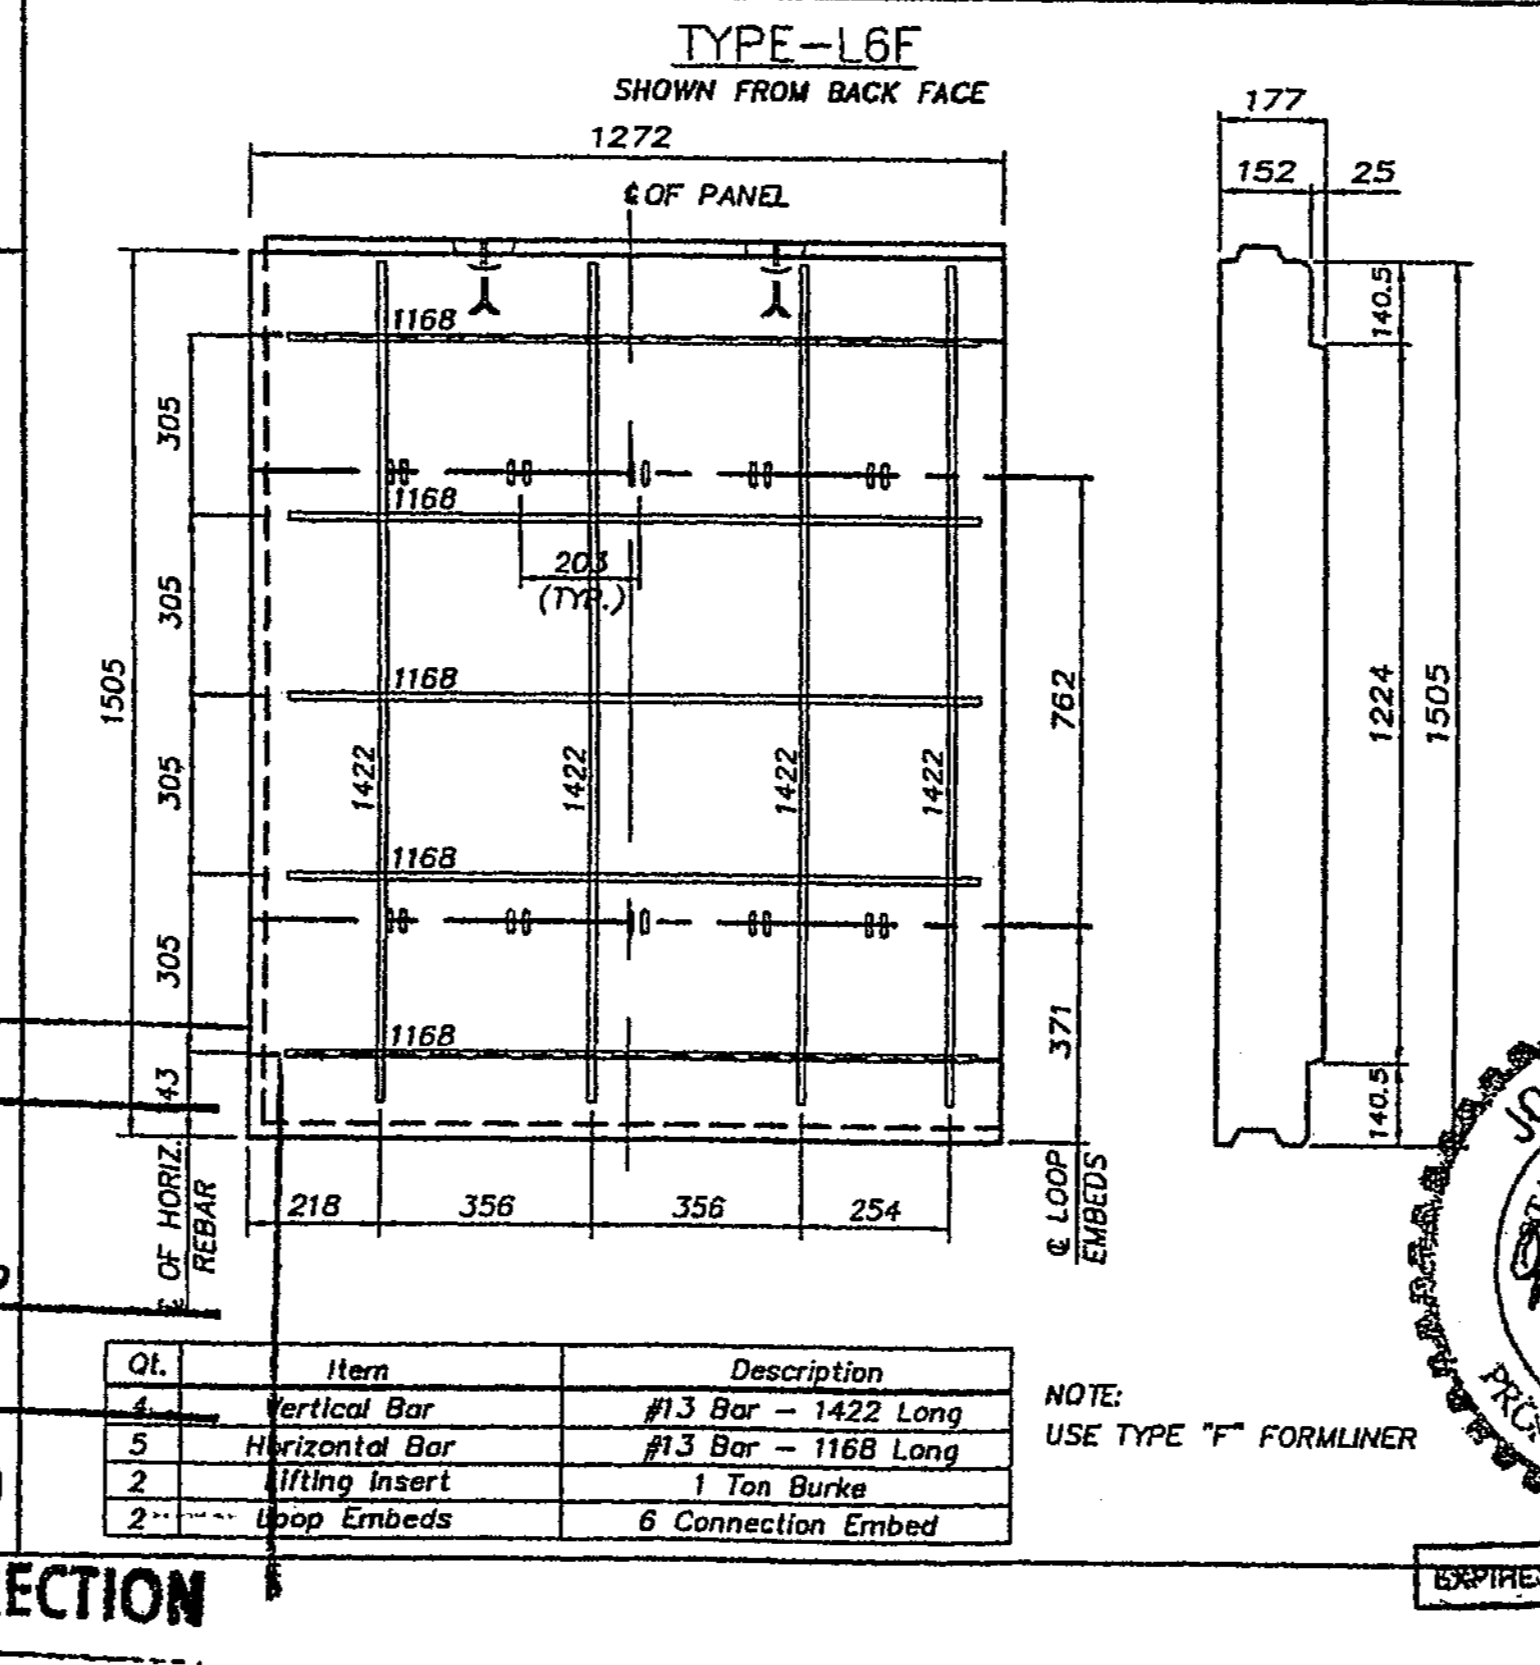 TYPE-L6F
SHOWN FROM BACK FACE
1272
℄ OF PANEL
177
152
25
1168
140.5
305
1168
203
(TYP.)
305
1168
1505
762
1224
1505
1422
1422
1422
1422
305
1168
305
371
1168
140.5
218
356
356
254
OF HORIZ.
REBAR
℄ LOOP
EMBEDS
Qt.
Item
Description
4
Vertical Bar
#13 Bar - 1422 Long
5
Horizontal Bar
#13 Bar - 1168 Long
2
Lifting Insert
1 Ton Burke
2
Loop Embeds
6 Connection Embed
NOTE:
USE TYPE "F" FORMLINER
ECTION